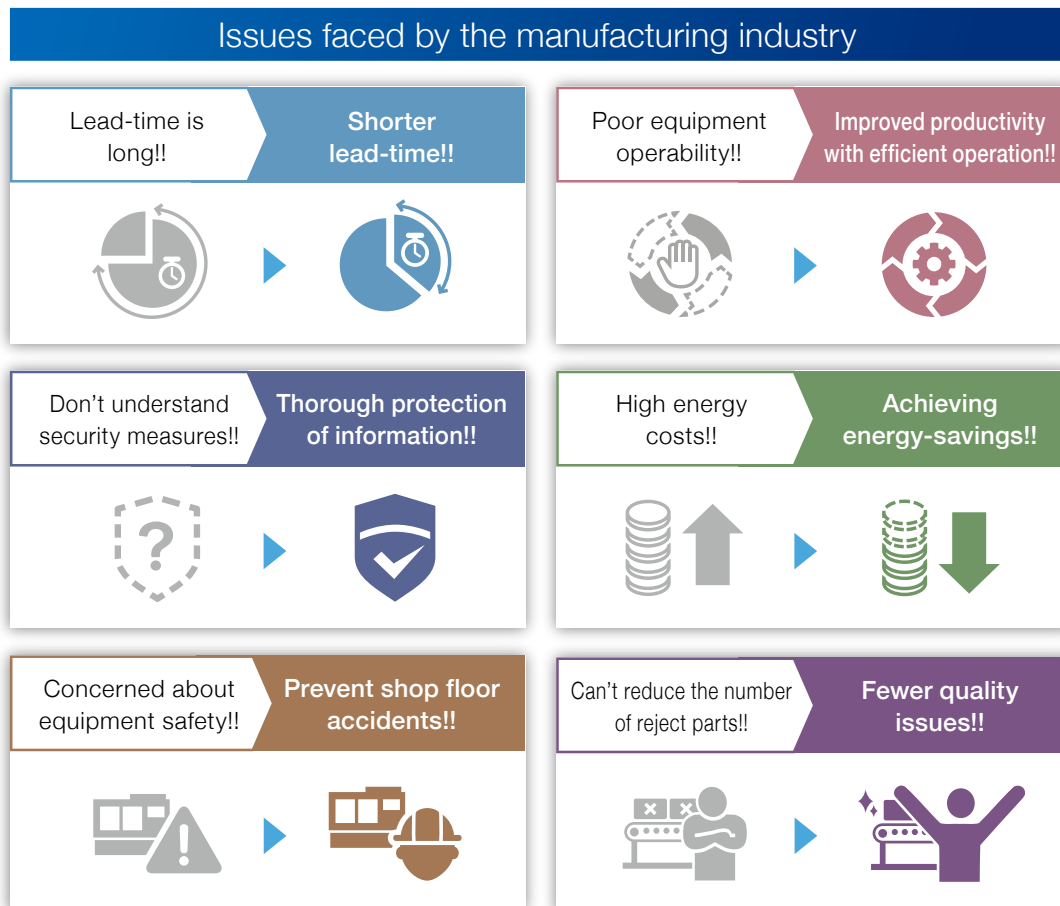 Issues faced by the manufacturing industry
Lead-time is
long!!
Shorter
lead-time!!
Poor equipment
operability!!
Improved productivity
with efficient operation!!
Don’t understand
security measures!!
Thorough protection
of information!!
High energy
costs!!
Achieving
energy-savings!!
Concerned about
equipment safety!!
Prevent shop floor
accidents!!
Can’t reduce the number
of reject parts!!
Fewer quality
issues!!